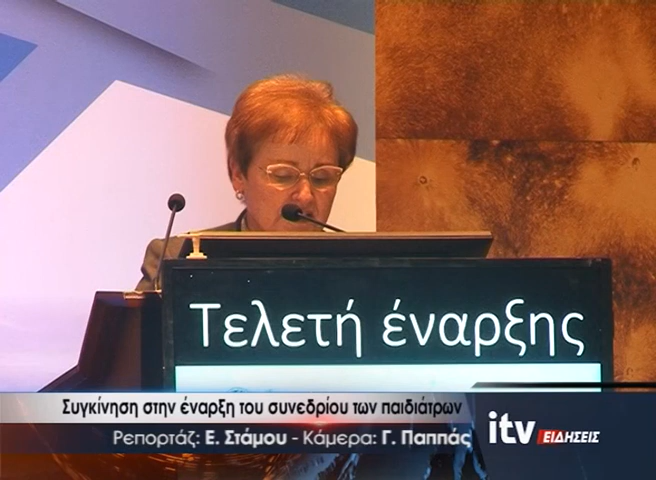 Τελετή έναρξης
Συγκίνηση στην έναρξη του συνεδρίου των παιδιάτρων
Ρεπορτάζ: Ε. Στάμου - Κάμερα: Γ. Παππάς
itv ΕΙΔΗΣΕΙΣ